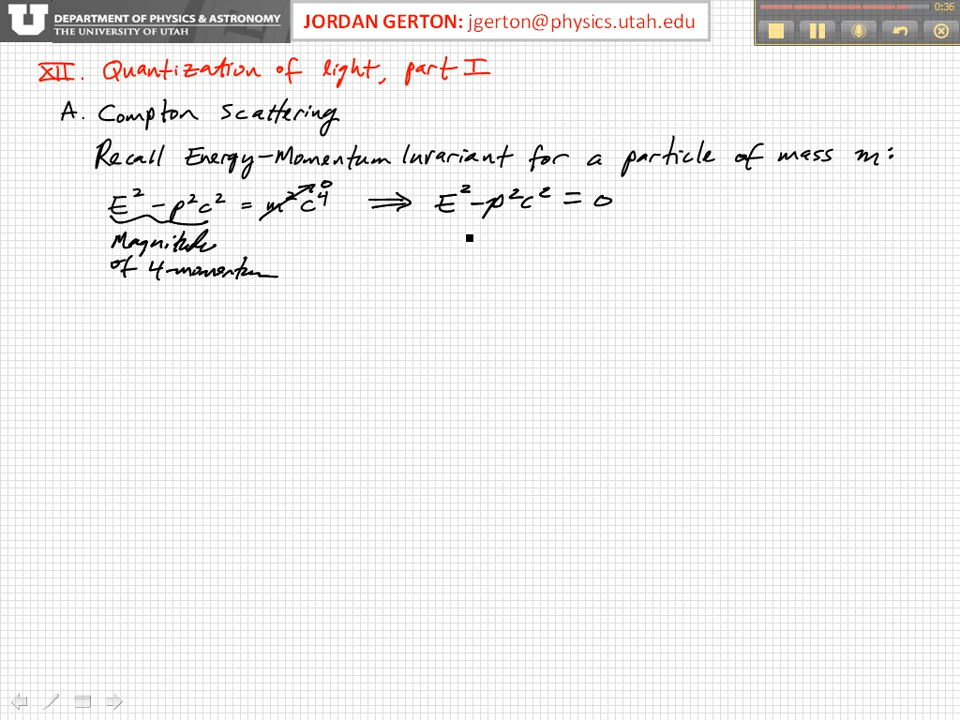 U DEPARTMENT OF PHYSICS & ASTRONOMY
THE UNIVERSITY OF UTAH
JORDAN GERTON: jgerton@physics.utah.edu
0:36
XII. Quantization of light, part I
A. Compton Scattering
Recall Energy-Momentum Invariant for a particle of mass m:
E² - p²c² = m²c⁴ 0 ⟹ E² - p²c² = 0
Magnitude
of 4-momentum